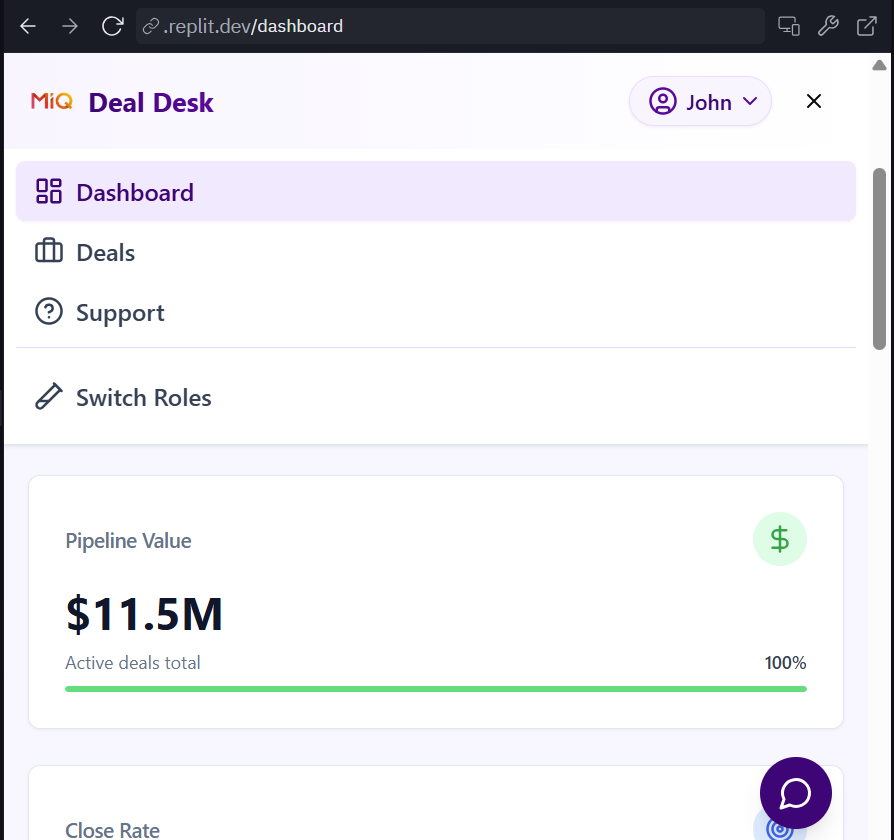 .replit.dev/dashboard
MiQ Deal Desk
John
Dashboard
Deals
Support
Switch Roles
Pipeline Value
$
$11.5M
Active deals total
100%
Close Rate